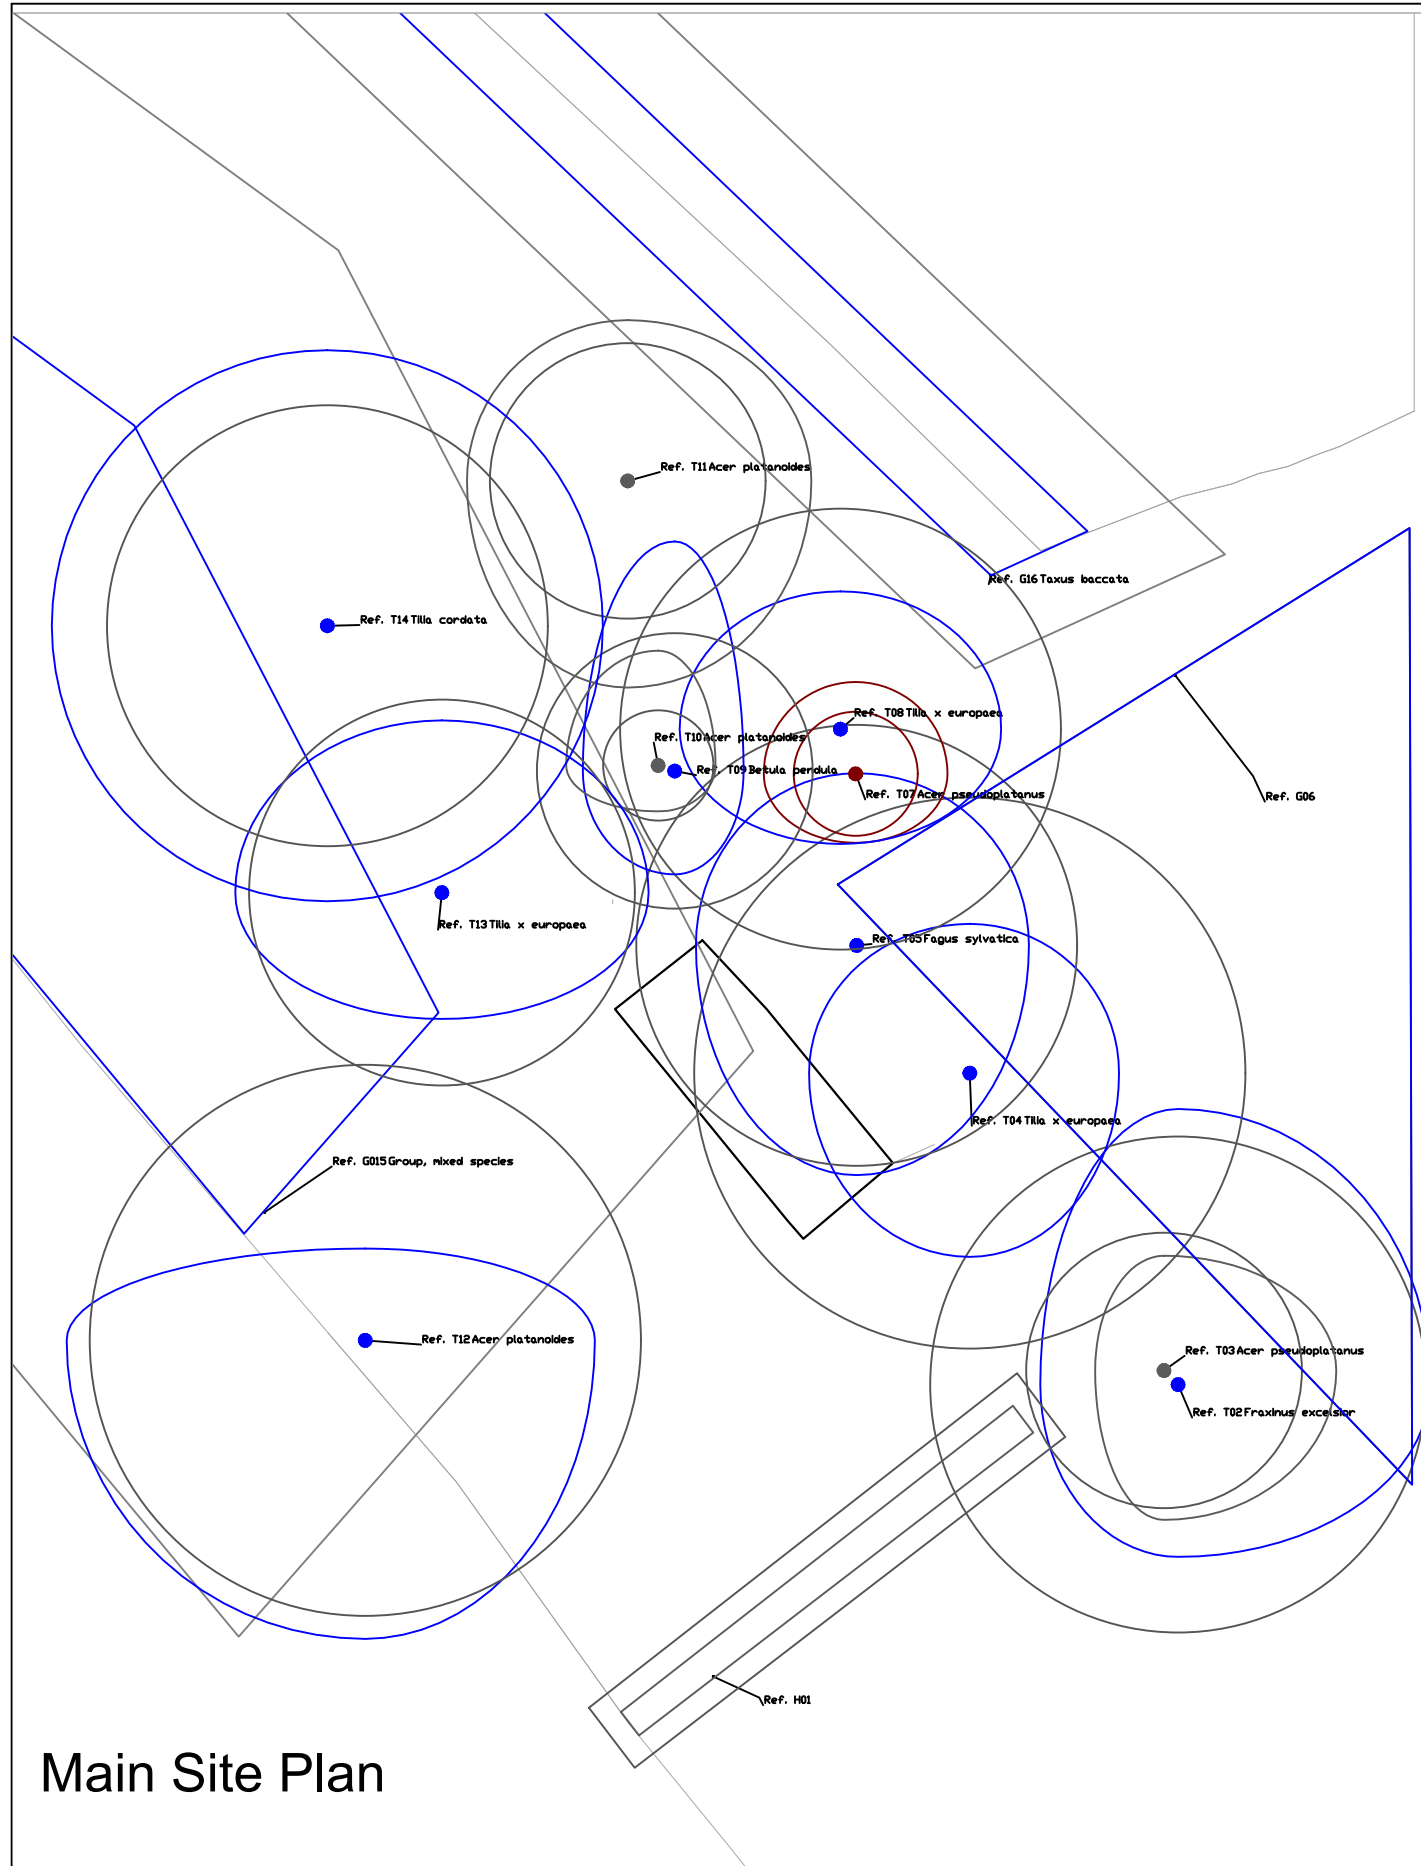 Ref. T11 Acer platanoides
Ref. G16 Taxus baccata
Ref. T14 Tilia cordata
Ref. T08 Tilia x europaea
Ref. T10 Acer platanoides
Ref. T09 Betula pendula
Ref. T07 Acer pseudoplatanus
Ref. G06
Ref. T13 Tilia x europaea
Ref. T05 Fagus sylvatica
Ref. T04 Tilia x europaea
Ref. G015 Group, mixed species
Ref. T12 Acer platanoides
Ref. T03 Acer pseudoplatanus
Ref. T02 Fraxinus excelsior
Ref. H01
Main Site Plan